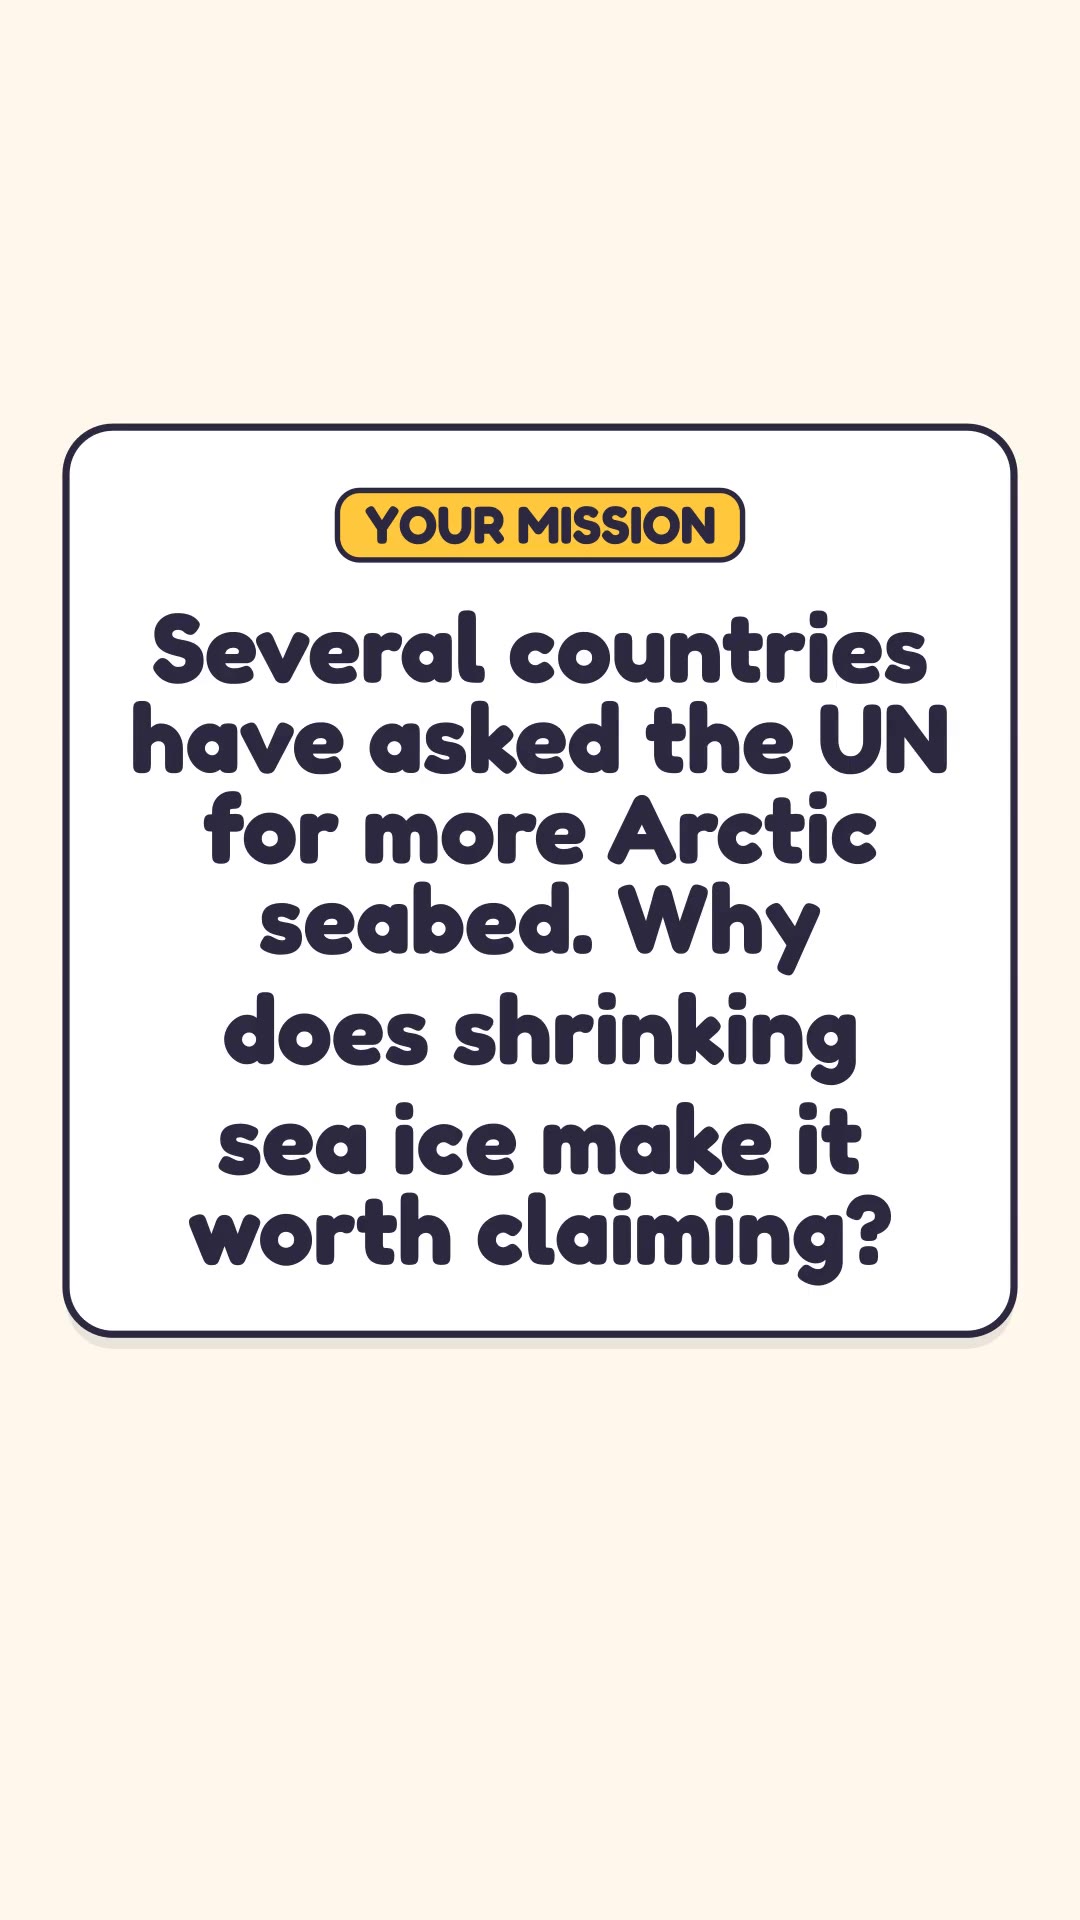 YOUR MISSION
Several countries
have asked the UN
for more Arctic
seabed. Why
does shrinking
sea ice make it
worth claiming?